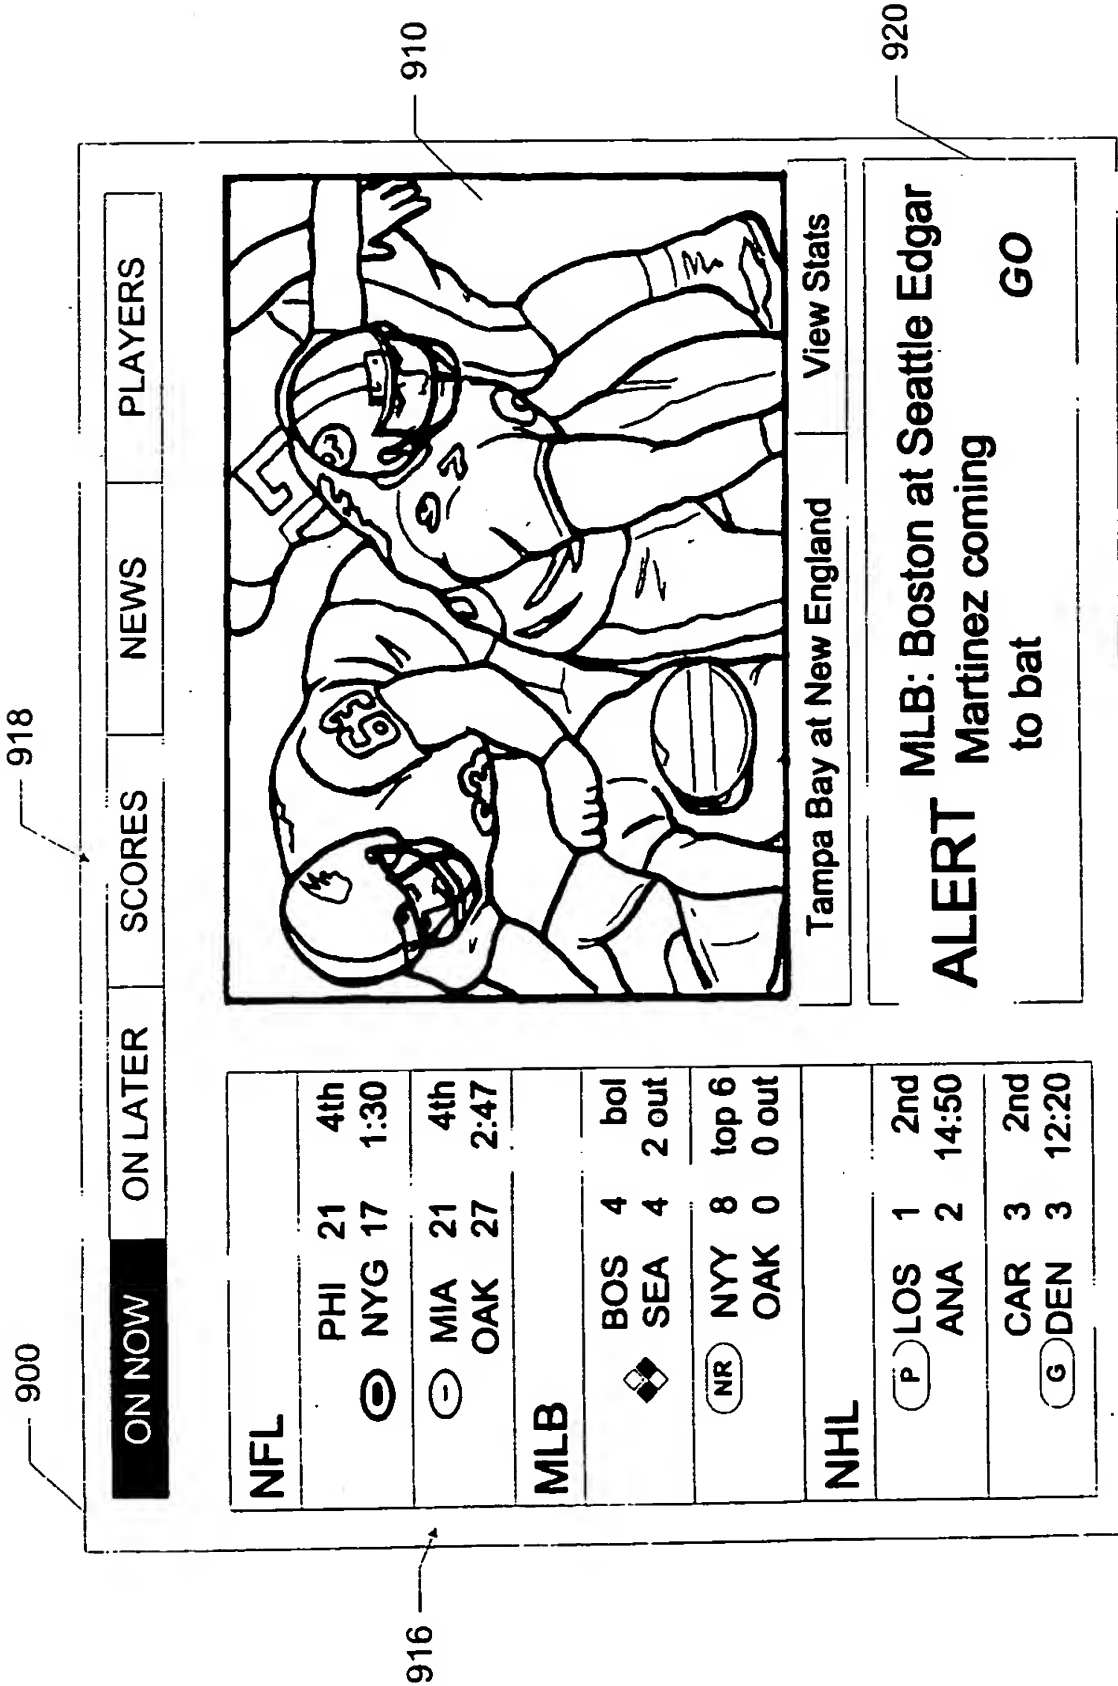 900
918
ON NOW
ON LATER
SCORES
NEWS
PLAYERS
916
NFL
PHI 21 4th
NYG 17 1:30
MIA 21 4th
OAK 27 2:47
MLB
BOS 4 bol
SEA 4 2 out
NR NYY 8 top 6
OAK 0 0 out
NHL
P LOS 1 2nd
ANA 2 14:50
CAR 3 2nd
G DEN 3 12:20
910
63
Tampa Bay at New England
View Stats
ALERT MLB: Boston at Seattle Edgar
Martinez coming
to bat
GO
920